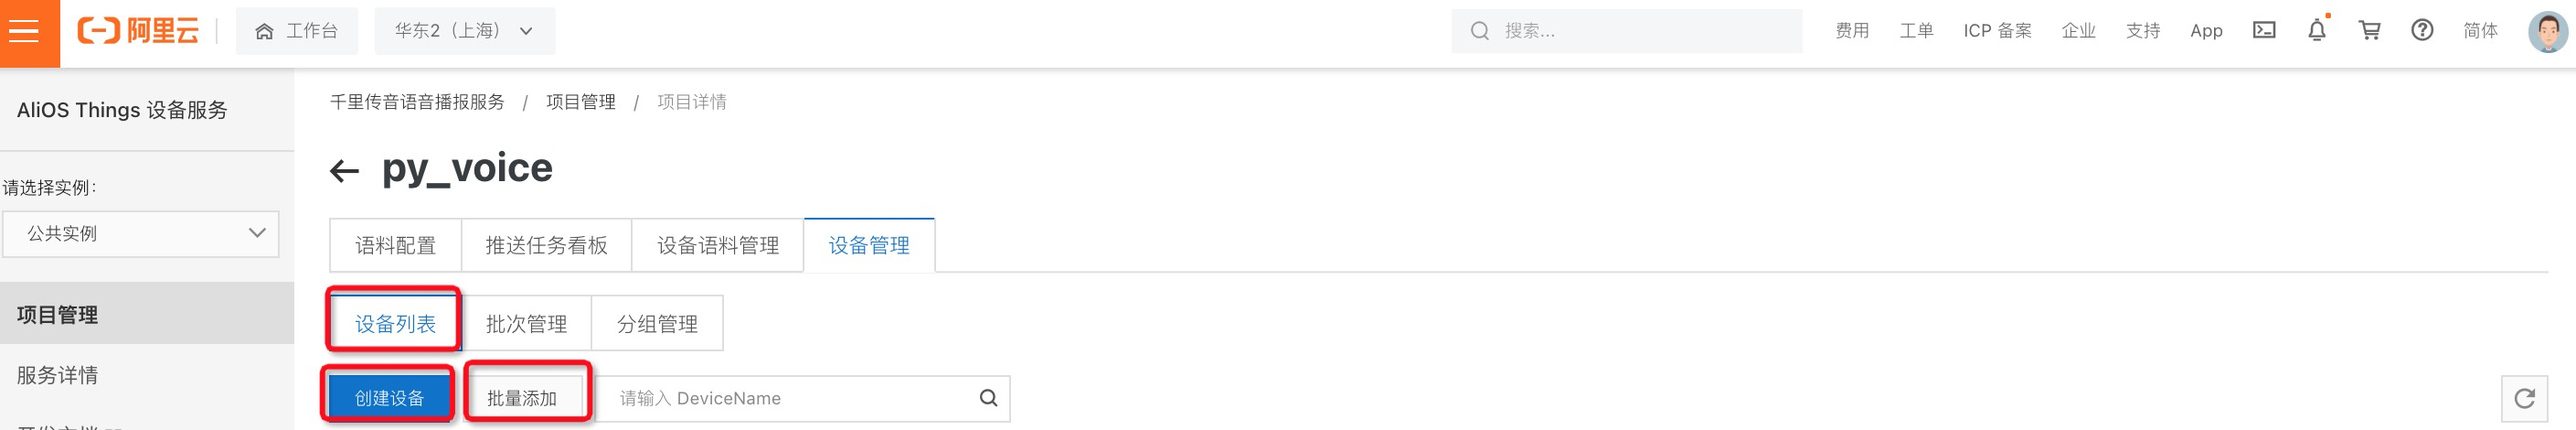 阿里云 工作台 华东2（上海） 搜索... 费用 工单 ICP 备案 企业 支持 App 简体
AliOS Things 设备服务
请选择实例：
公共实例
项目管理
服务详情
千里传音语音播报服务 / 项目管理 / 项目详情
py_voice
语料配置 推送任务看板 设备语料管理 设备管理
设备列表 批次管理 分组管理
创建设备 批量添加 请输入 DeviceName